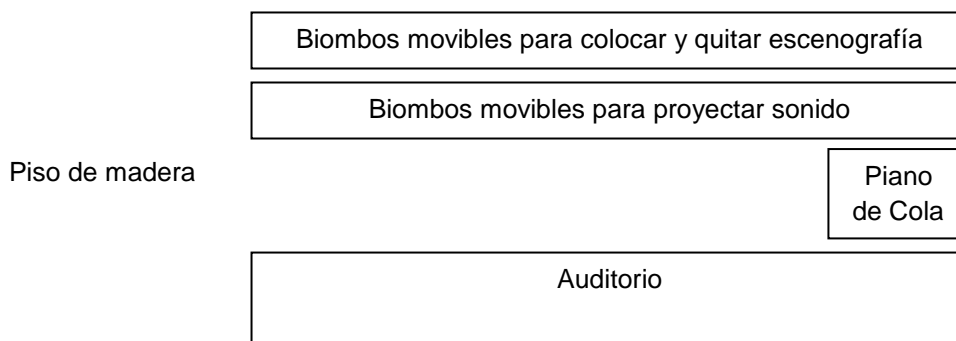 Biombos movibles para colocar y quitar escenografía
Biombos movibles para proyectar sonido
Piso de madera
Piano
de Cola
Auditorio